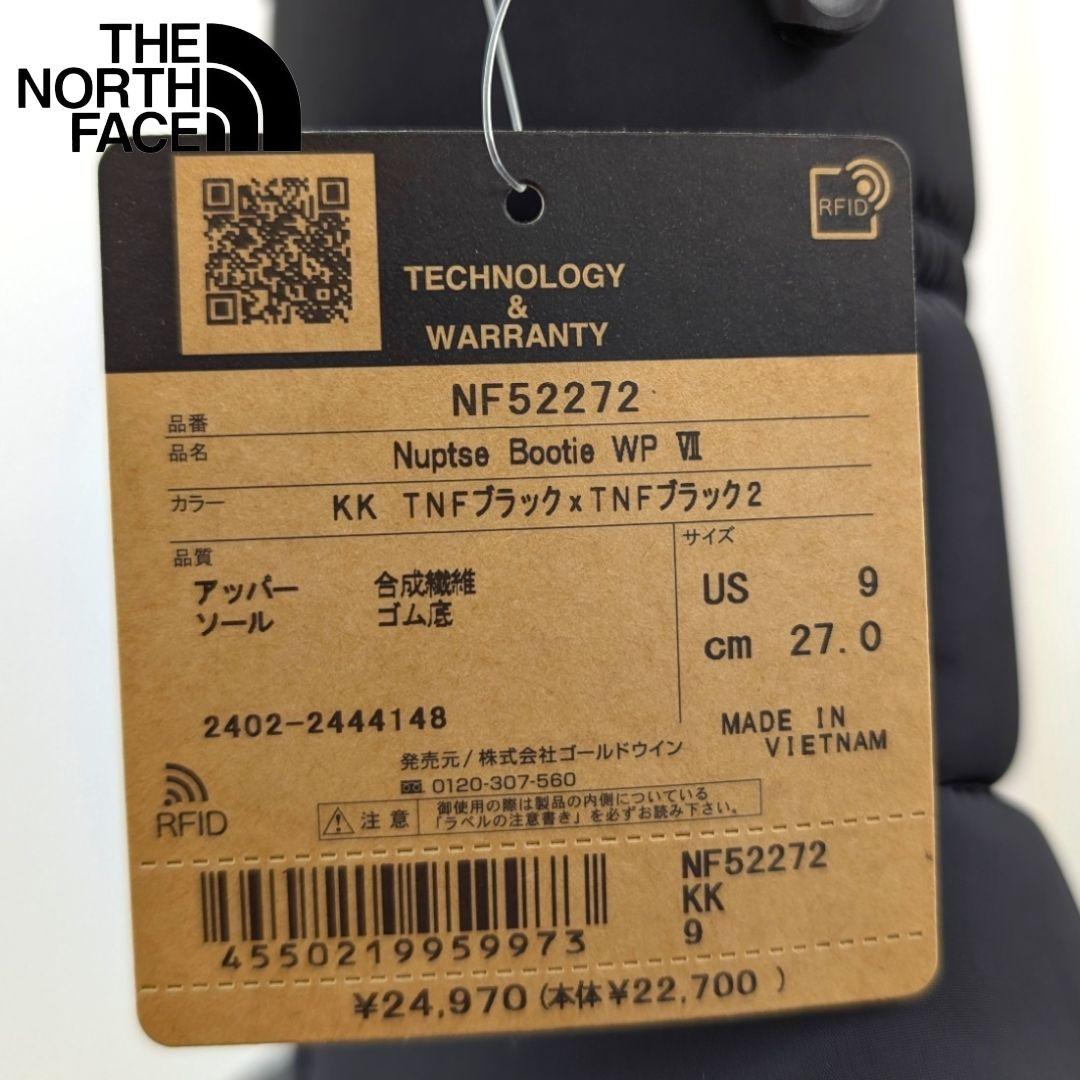 THE
NORTH
FACE
RFID
TECHNOLOGY
&
WARRANTY
品番 NF52272
品名 Nuptse Bootie WP Ⅶ
カラー KK TNFブラック×TNFブラック2
品質
アッパー 合成繊維
ソール ゴム底
サイズ
US 9
cm 27.0
2402-2444148
MADE IN
VIETNAM
発売元/株式会社ゴールドウイン
0120-307-560
RFID
注意
御使用の際は製品の内側についている
「ラベルの注意書き」を必ずお読み下さい。
4550219959973
NF52272
KK
9
¥24,970(本体¥22,700 )